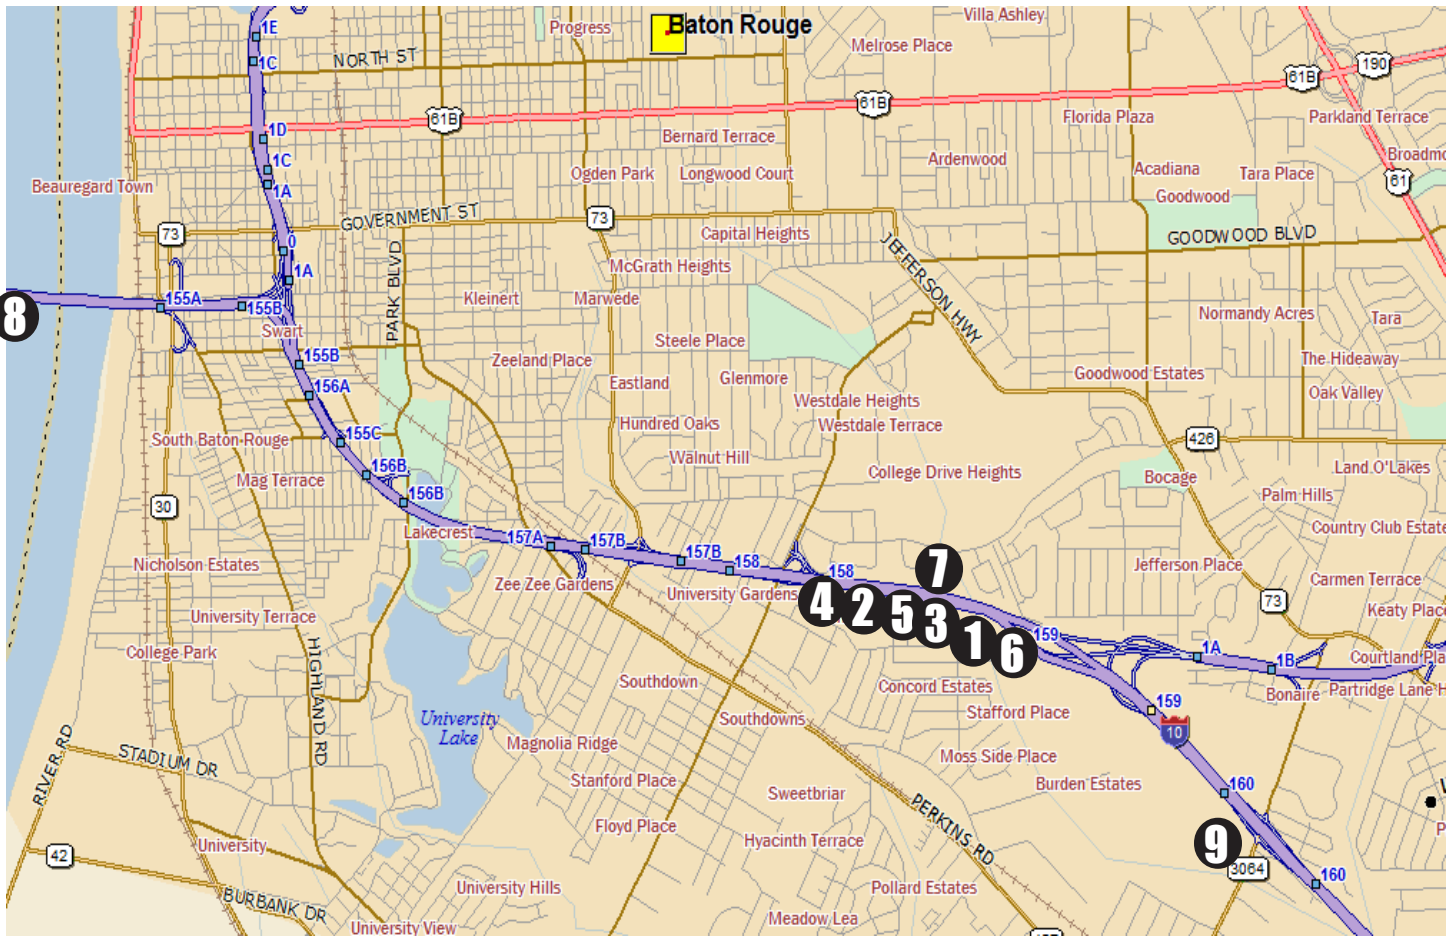 Baton Rouge
Progress
Villa Ashley
Melrose Place
1E
NORTH ST
1C
190
61B
61B
61B
Florida Plaza
Parkland Terrace
1D
Bernard Terrace
Ardenwood
1C
Ogden Park
Longwood Court
Acadiana
Tara Place
61
Beauregard Town
1A
Goodwood
GOVERNMENT ST
73
73
Capital Heights
JEFFERSON HWY
GOODWOOD BLVD
0
PARK BLVD
McGrath Heights
1A
Kleinert
Marwede
155A
155B
8
Swart
Normandy Acres
Tara
Steele Place
155B
Zeeland Place
The Hideaway
Glenmore
Goodwood Estates
156A
Eastland
Oak Valley
Westdale Heights
Hundred Oaks
Westdale Terrace
South Baton Rouge
155C
426
Walnut Hill
College Drive Heights
Land O'Lakes
156B
Mag Terrace
Bocage
Palm Hills
156B
30
Country Club Estate
Lakecrest
157A
157B
157B
158
158
7
Nicholson Estates
Zee Zee Gardens
University Gardens
Jefferson Place
Carmen Terrace
4
2
5
3
1
6
73
Keaty Place
University Terrace
159
1A
1B
College Park
HIGHLAND RD
Courtland Pla
Southdown
Concord Estates
Bonaire
Partridge Lane H
University
Lake
Southdowns
Stafford Place
159
10
Magnolia Ridge
Moss Side Place
RIVER RD
STADIUM DR
Stanford Place
Sweetbriar
Burden Estates
160
Floyd Place
PERKINS RD
Hyacinth Terrace
9
University
42
3064
160
University Hills
Pollard Estates
BURBANK DR
University View
Meadow Lea